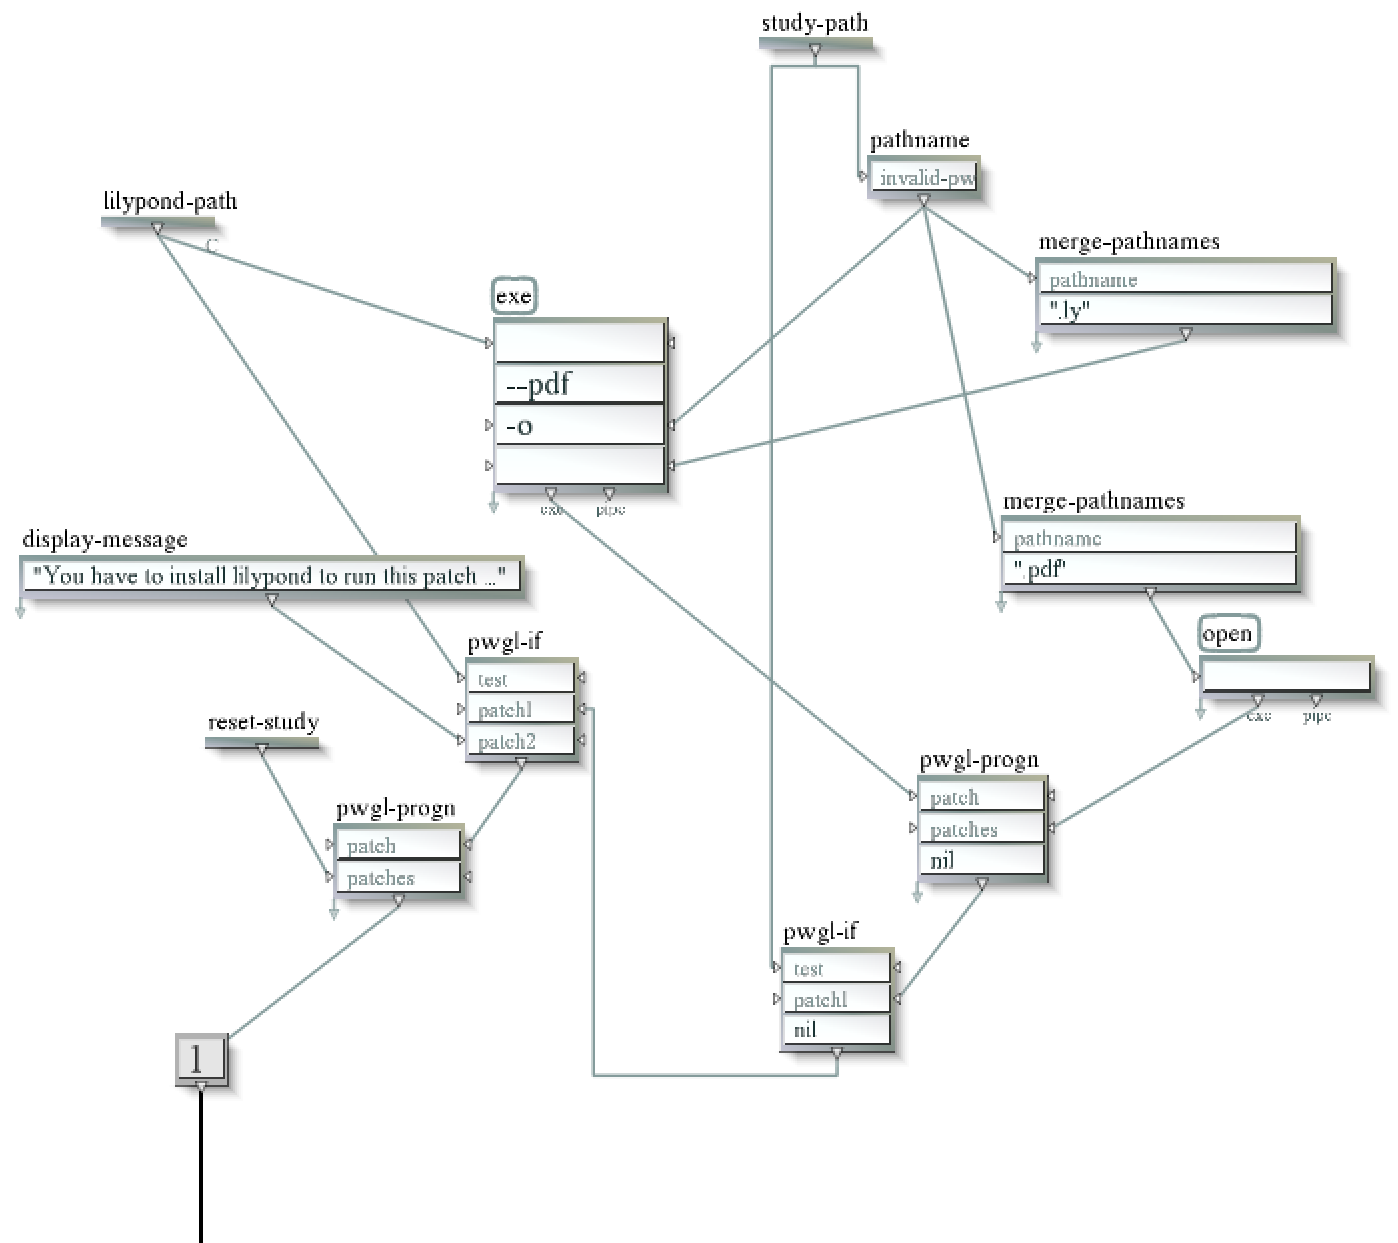 study-path
pathname
invalid-pw
lilypond-path
C
merge-pathnames
pathname
".ly"
exe
--pdf
-o
exe pipe
merge-pathnames
pathname
".pdf"
display-message
"You have to install lilypond to run this patch ..."
open
exe pipe
pwgl-if
test
patch1
patch2
reset-study
pwgl-progn
patch
patches
nil
pwgl-progn
patch
patches
pwgl-if
test
patch1
nil
1